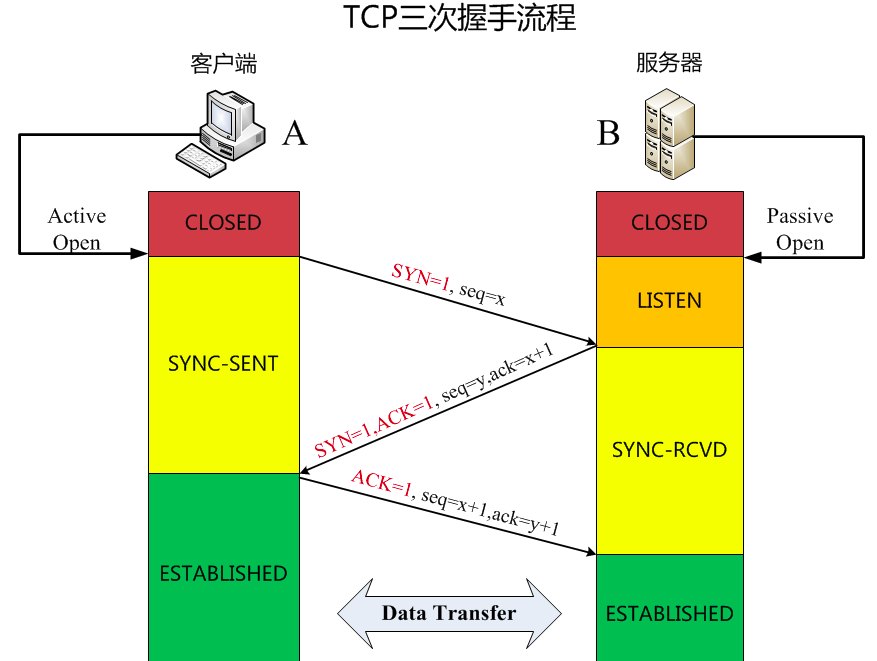 TCP三次握手流程
客户端
服务器
A
B
Active
Open
Passive
Open
CLOSED
CLOSED
SYN=1, seq=x
LISTEN
SYNC-SENT
SYN=1,ACK=1, seq=y,ack=x+1
SYNC-RCVD
ACK=1, seq=x+1,ack=y+1
ESTABLISHED
Data Transfer
ESTABLISHED